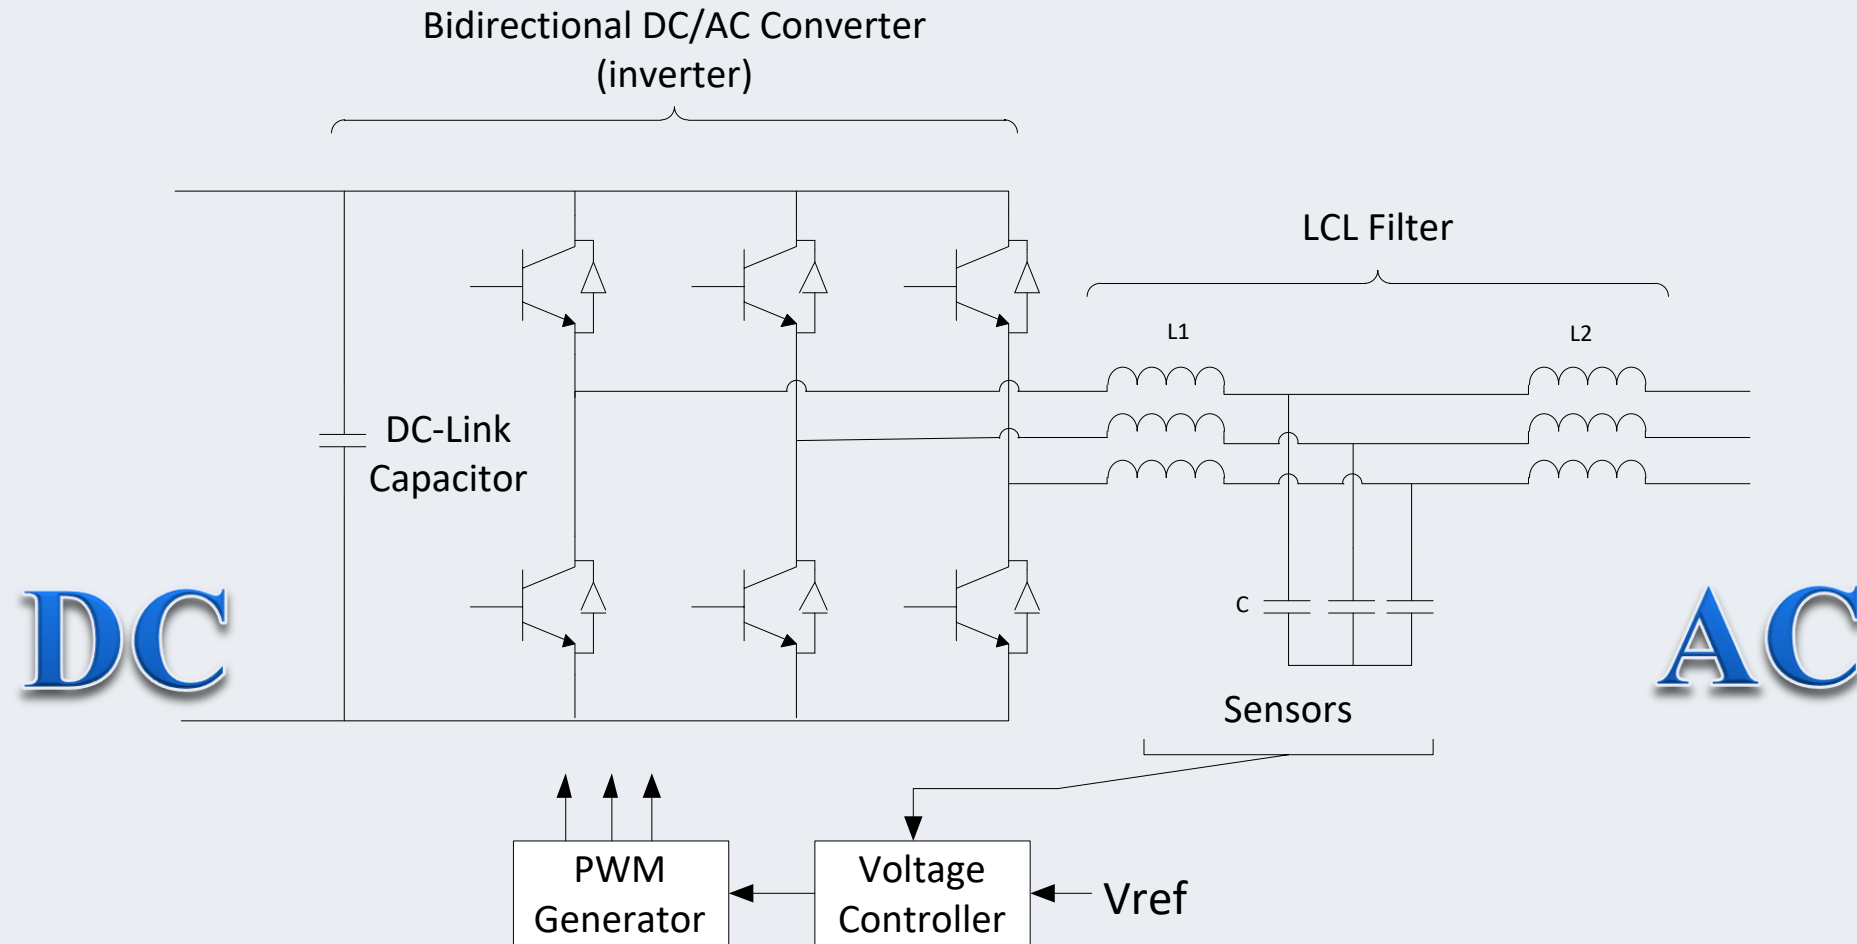 Bidirectional DC/AC Converter
(inverter)
LCL Filter
L1
L2
DC-Link
Capacitor
DC
C
AC
Sensors
PWM
Generator
Voltage
Controller
Vref